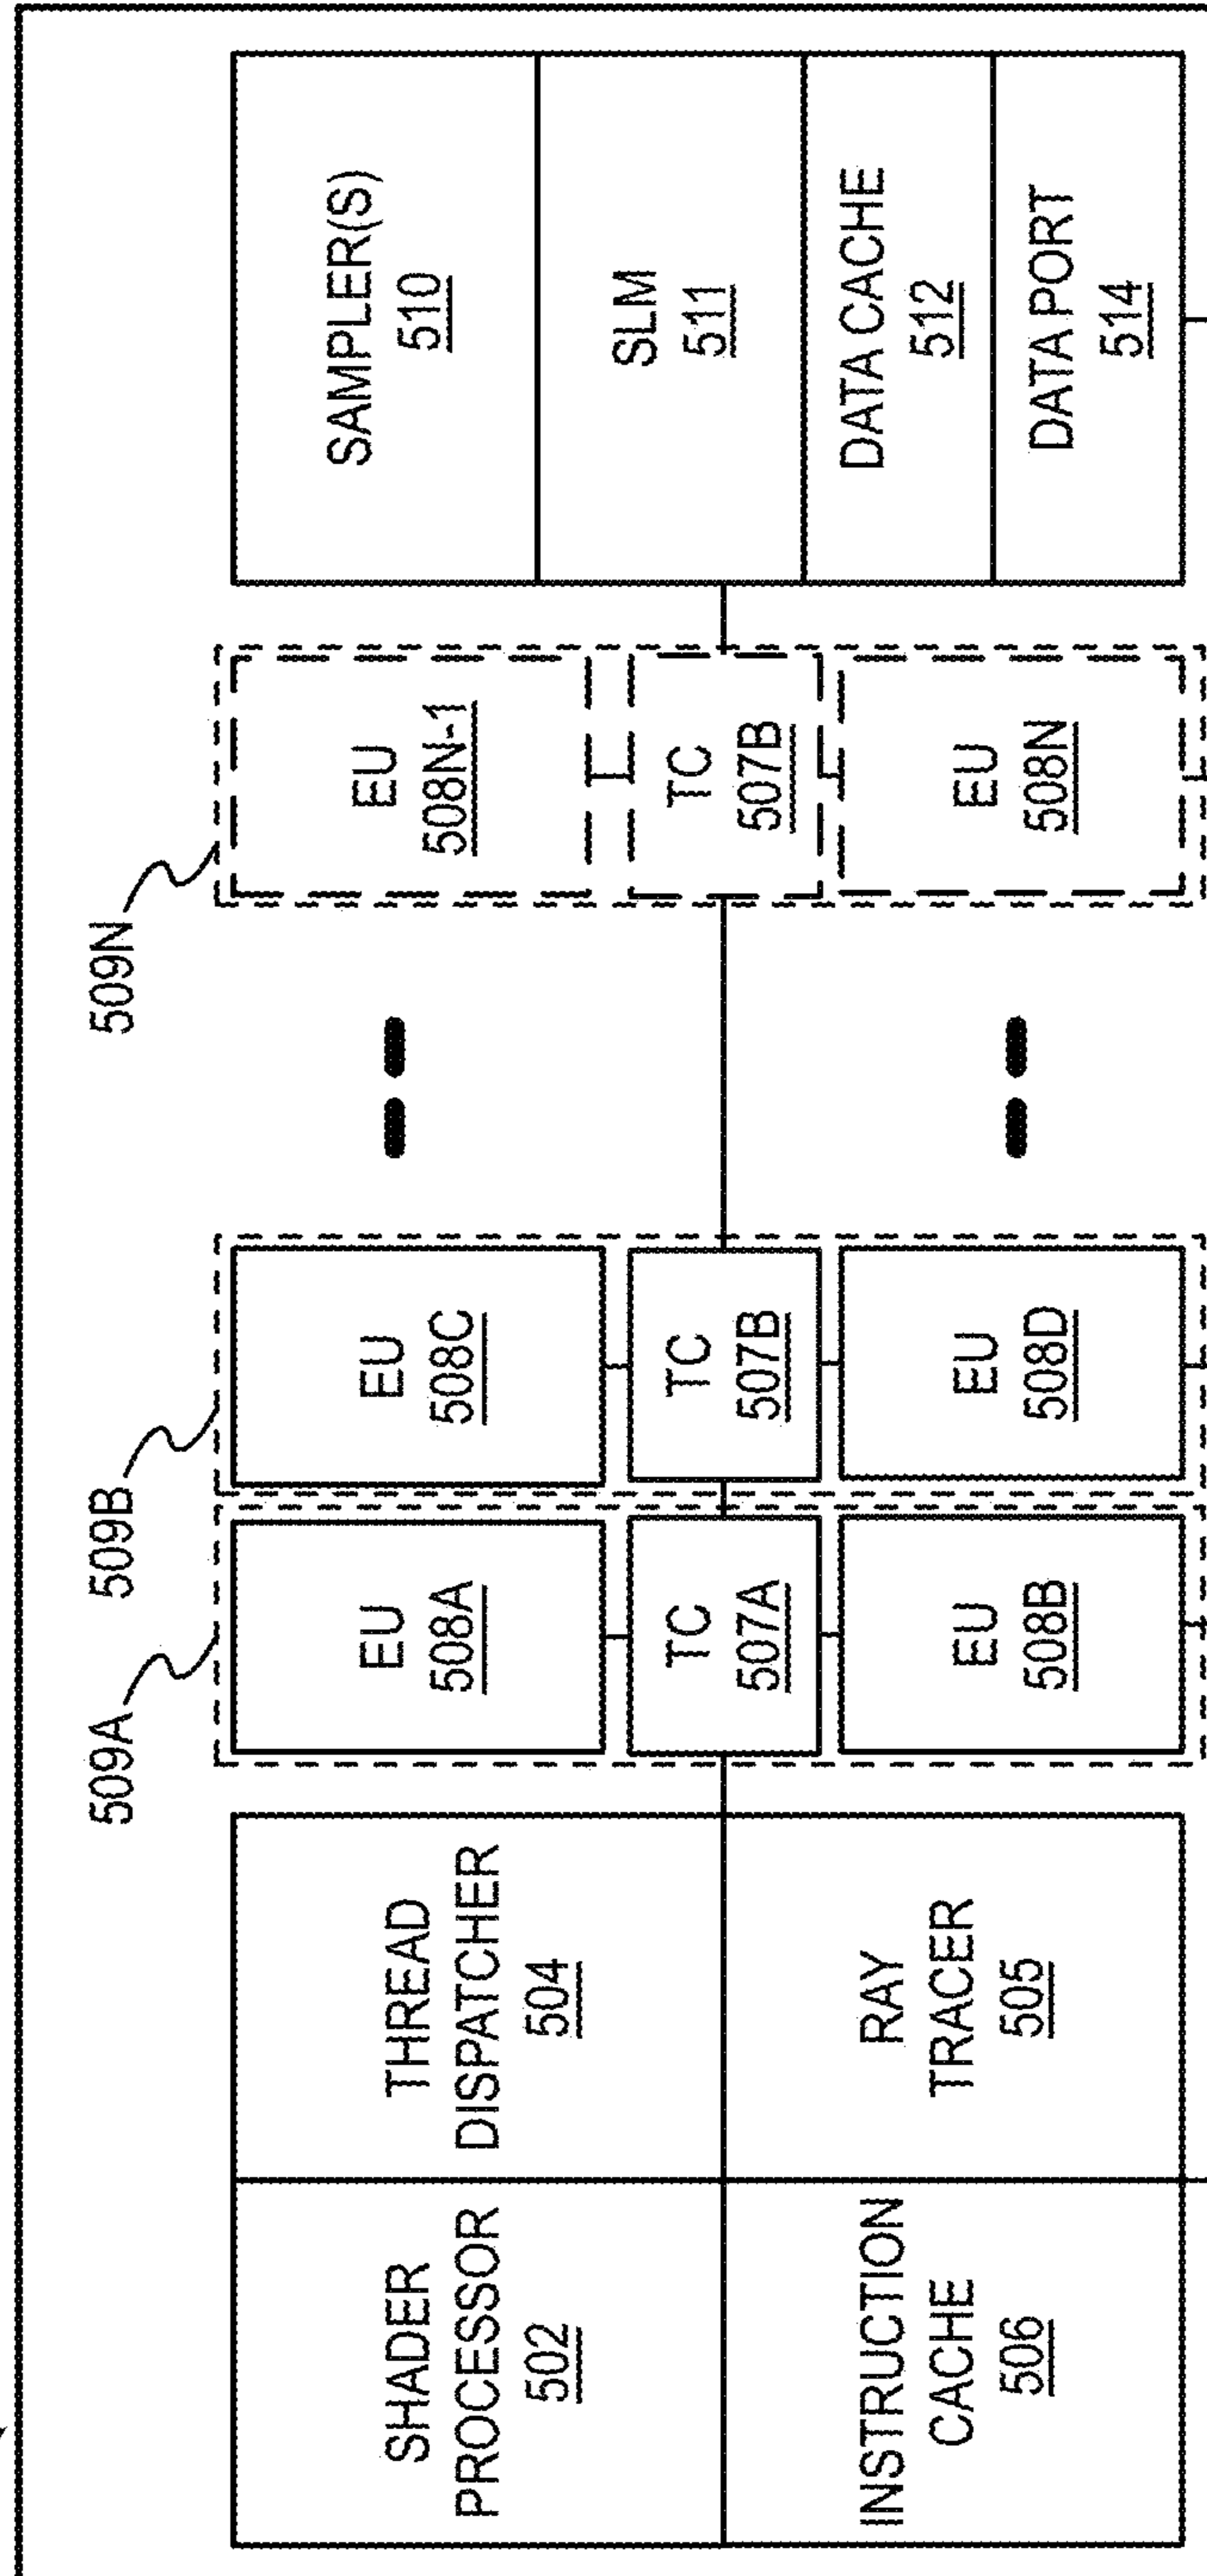 509A
509B
509N
SHADER
PROCESSOR
502
THREAD
DISPATCHER
504
INSTRUCTION
CACHE
506
RAY
TRACER
505
EU
508A
TC
507A
EU
508B
EU
508C
TC
507B
EU
508D
EU
508N-1
TC
507B
EU
508N
SAMPLER(S)
510
SLM
511
DATA CACHE
512
DATA PORT
514